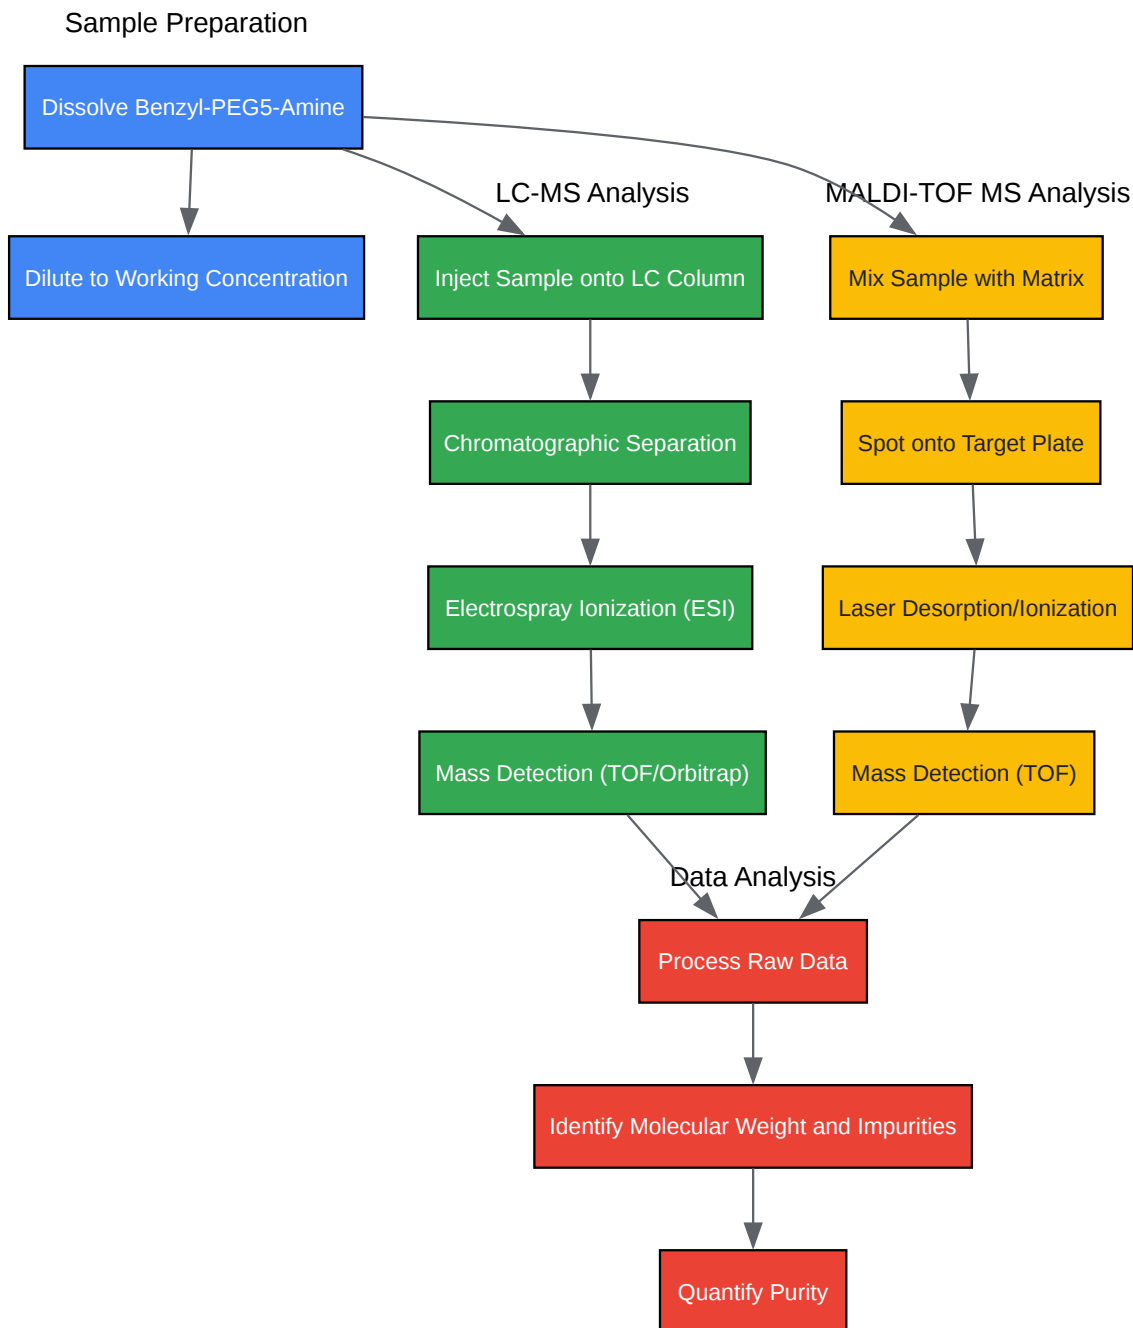 Sample Preparation
Dissolve Benzyl-PEG5-Amine
Dilute to Working Concentration
LC-MS Analysis
Inject Sample onto LC Column
Chromatographic Separation
Electrospray Ionization (ESI)
Mass Detection (TOF/Orbitrap)
MALDI-TOF MS Analysis
Mix Sample with Matrix
Spot onto Target Plate
Laser Desorption/Ionization
Mass Detection (TOF)
Data Analysis
Process Raw Data
Identify Molecular Weight and Impurities
Quantify Purity